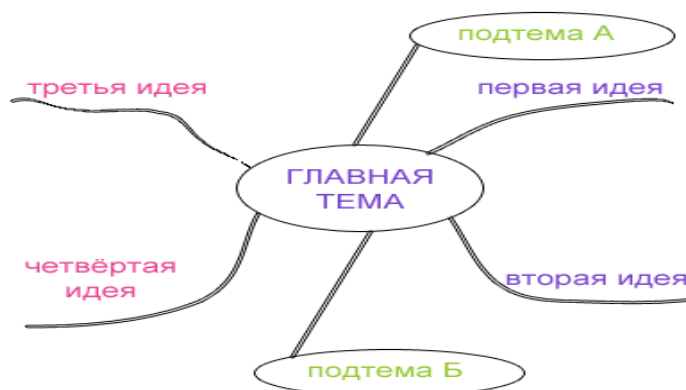 подтема А
третья идея
первая идея
ГЛАВНАЯ
ТЕМА
четвёртая
идея
вторая идея
подтема Б